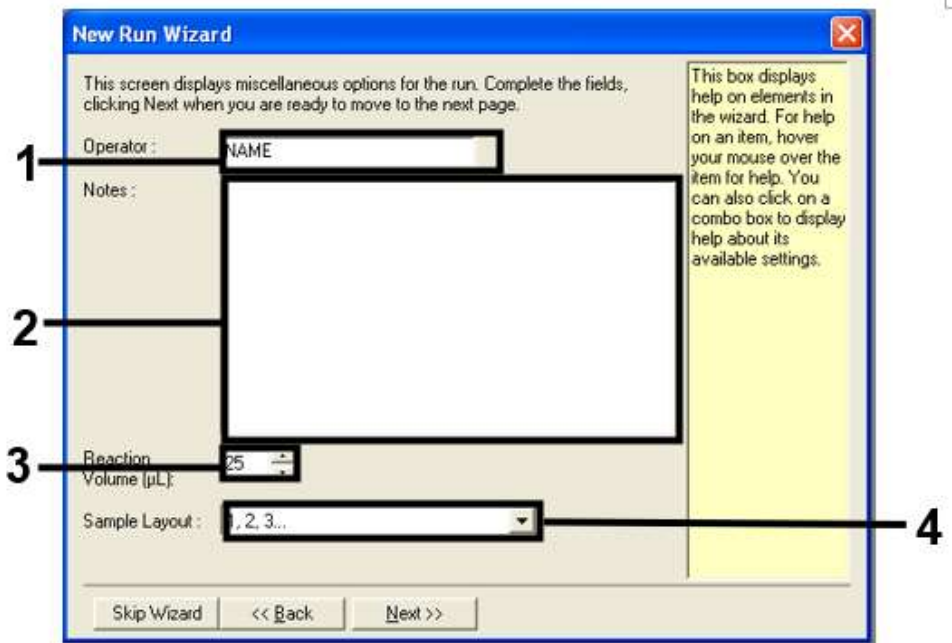 New Run Wizard
This screen displays miscellaneous options for the run. Complete the fields,
clicking Next when you are ready to move to the next page.
Operator :
NAME
1
Notes :
2
Reaction
Volume (µL):
25
3
Sample Layout :
1, 2, 3...
4
Skip Wizard
<< Back
Next >>
This box displays
help on elements in
the wizard. For help
on an item, hover
your mouse over the
item for help. You
can also click on a
combo box to display
help about its
available settings.